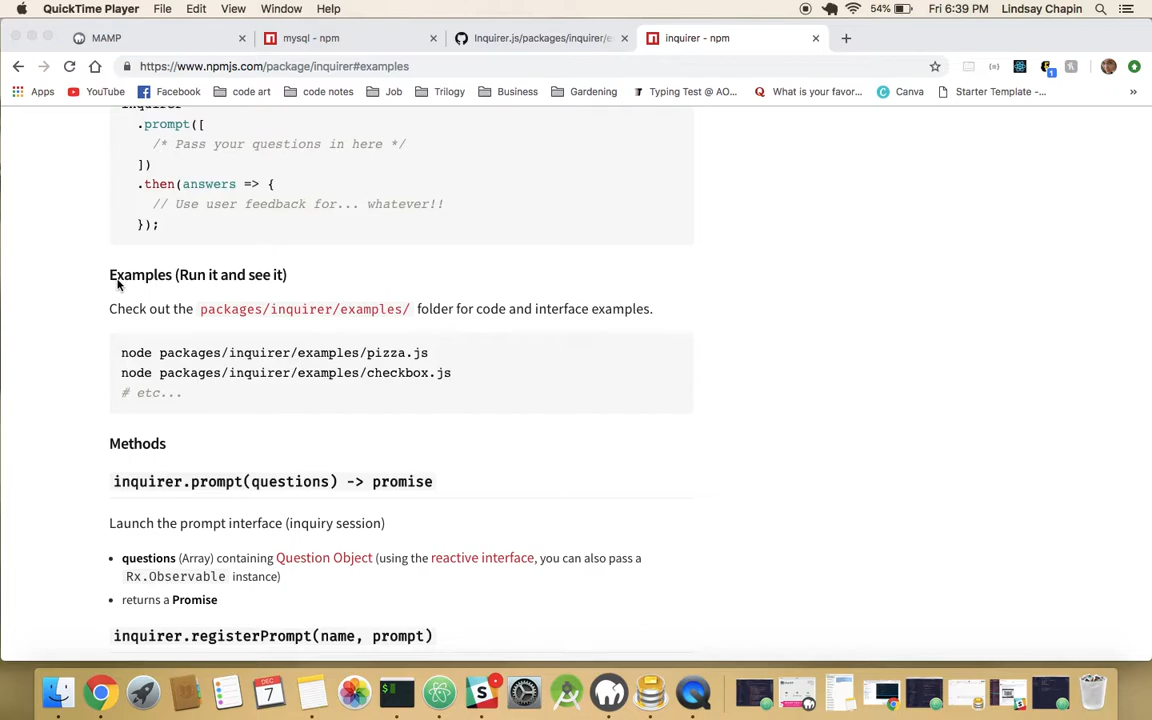 QuickTime Player File Edit View Window Help 54% Fri 6:39 PM Lindsay Chapin
MAMP
mysql - npm
Inquirer.js/packages/inquirer/e
inquirer - npm
https://www.npmjs.com/package/inquirer#examples
Apps YouTube Facebook code art code notes Job Trilogy Business Gardening Typing Test @ AO... What is your favor... Canva Starter Template -... »
inquirer
.prompt([
/* Pass your questions in here */
])
.then(answers => {
// Use user feedback for... whatever!!
});
Examples (Run it and see it)
Check out the packages/inquirer/examples/ folder for code and interface examples.
node packages/inquirer/examples/pizza.js
node packages/inquirer/examples/checkbox.js
# etc...
Methods
inquirer.prompt(questions) -> promise
Launch the prompt interface (inquiry session)
• questions (Array) containing Question Object (using the reactive interface, you can also pass a
Rx.Observable instance)
• returns a Promise
inquirer.registerPrompt(name, prompt)
DEC
7